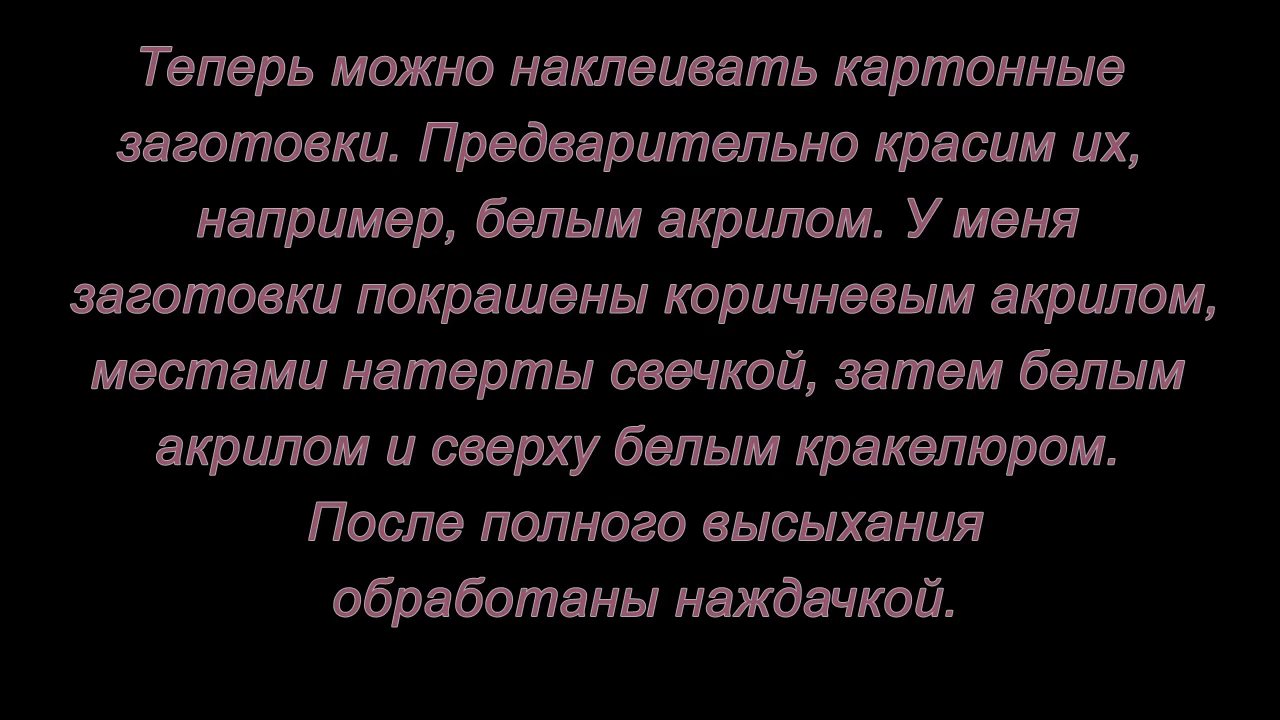 Теперь можно наклеивать картонные
заготовки. Предварительно красим их,
например, белым акрилом. У меня
заготовки покрашены коричневым акрилом,
местами натерты свечкой, затем белым
акрилом и сверху белым кракелюром.
После полного высыхания
обработаны наждачкой.